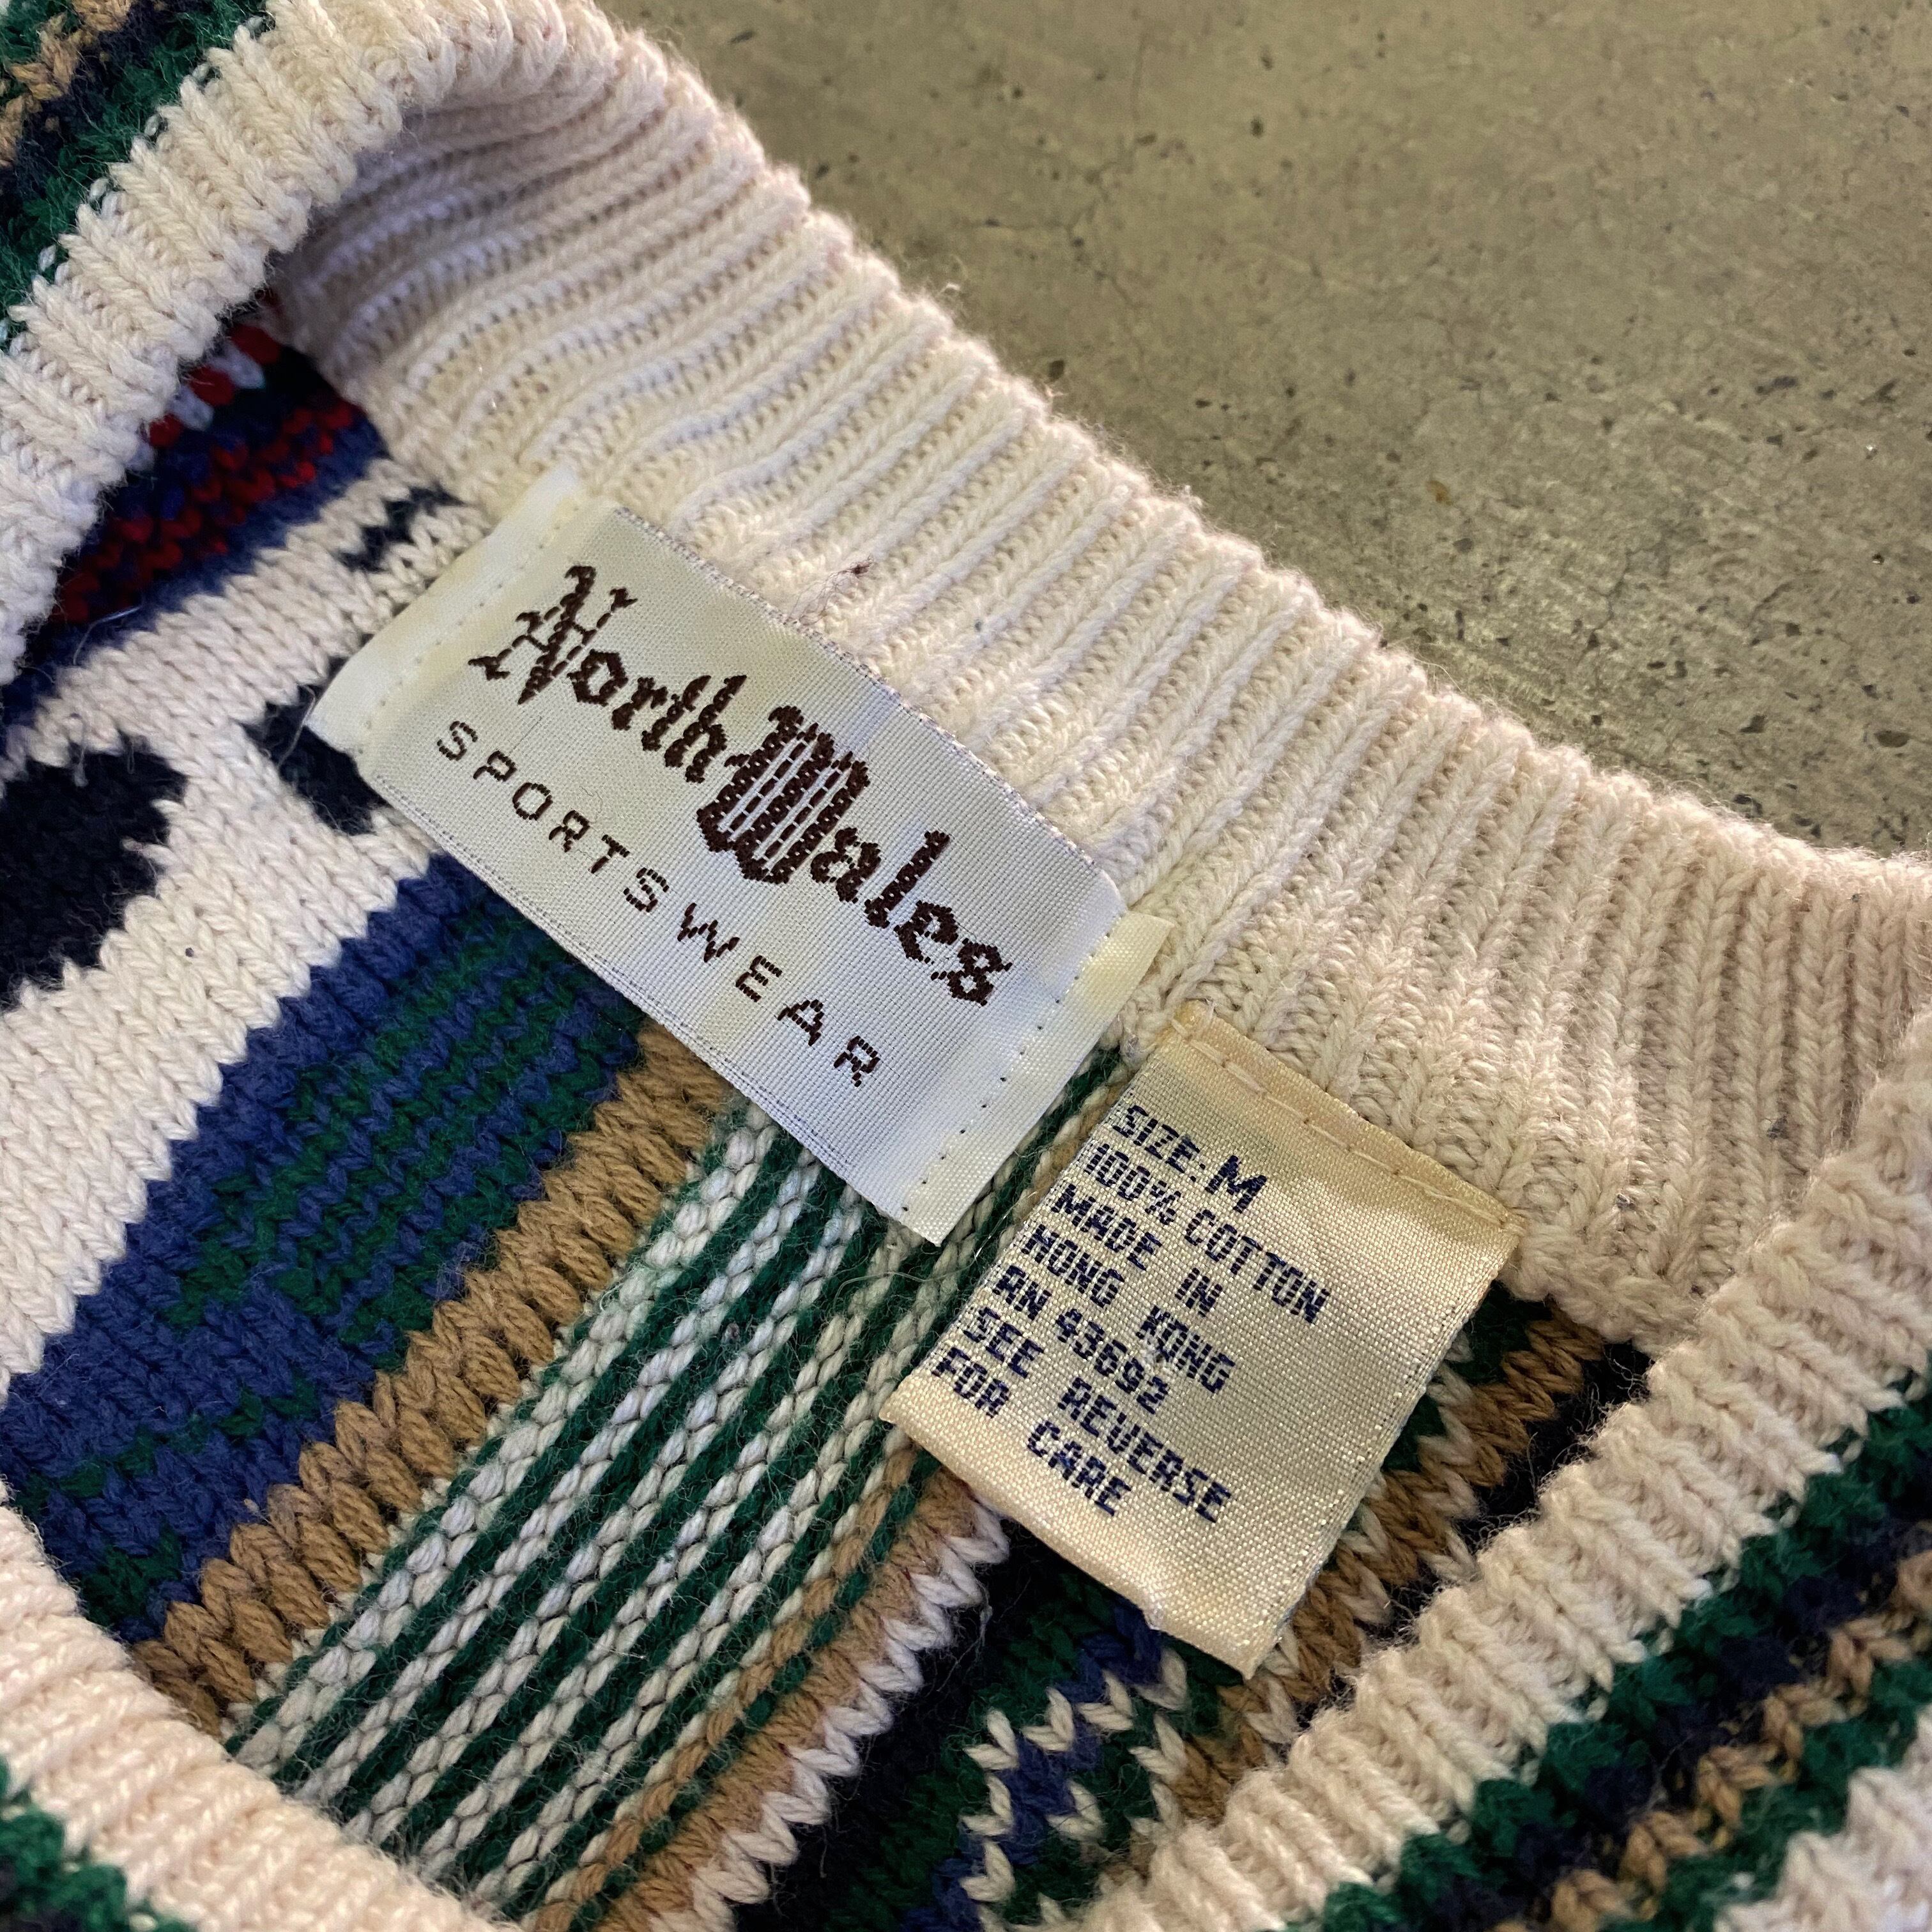 North Wales
SPORTSWEAR
SIZE: M
100% COTTON
MADE IN
HONG KONG
RN 43692
SEE REVERSE
FOR CARE